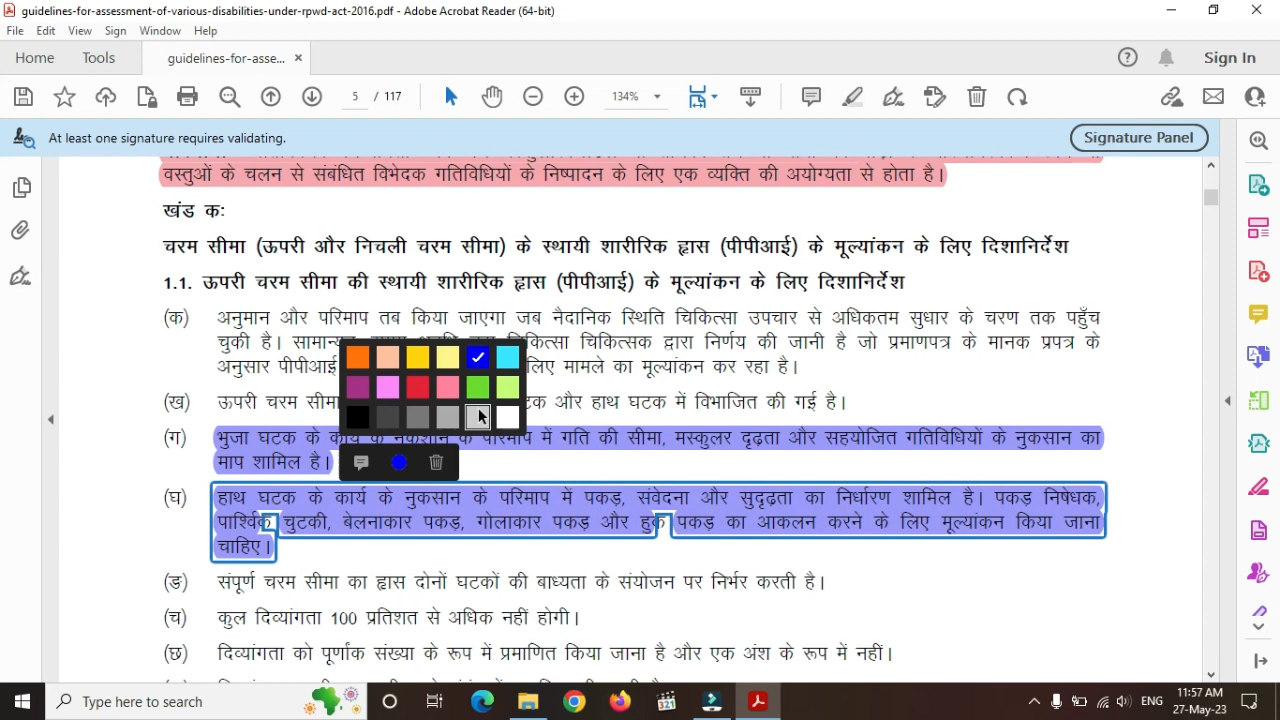 guidelines-for-assessment-of-various-disabilities-under-rpwd-act-2016.pdf - Adobe Acrobat Reader (64-bit)
File Edit View Sign Window Help
Home Tools guidelines-for-asse... × Sign In
5 / 117 134%
At least one signature requires validating. Signature Panel
वस्तुओं के चलन से संबंधित विभेदक गतिविधियों के निष्पादन के लिए एक व्यक्ति की अयोग्यता से होता है।
खंड क:
चरम सीमा (ऊपरी और निचली चरम सीमा) के स्थायी शारीरिक ह्रास (पीपीआई) के मूल्यांकन के लिए दिशानिर्देश
1.1. ऊपरी चरम सीमा की स्थायी शारीरिक ह्रास (पीपीआई) के मूल्यांकन के लिए दिशानिर्देश
(क) अनुमान और परिमाप तब किया जाएगा जब नैदानिक स्थिति चिकित्सा उपचार से अधिकतम सुधार के चरण तक पहुँच
चुकी है। चिकित्सा चिकित्सक द्वारा निर्णय की जानी है जो प्रमाणपत्र के मानक प्रपत्र के
अनुसार पीपीआई लिए मामले का मूल्यांकन कर रहा है।
(ख) ऊपरी चरम सीमा और हाथ घटक में विभाजित की गई है।
(ग) भुजा घटक के कार्य के नुकसान के परिमाप में गति की सीमा, मस्कुलर दृढ़ता और सहयोजित गतिविधियों के नुकसान का
माप शामिल है।
(घ) हाथ घटक के कार्य के नुकसान के परिमाप में पकड़, संवेदना और सुदृढ़ता का निर्धारण शामिल है। पकड़ निषेधक,
पार्श्विक चुटकी, बेलनाकार पकड़, गोलाकार पकड़ और हुक पकड़ का आकलन करने के लिए मूल्यांकन किया जाना
चाहिए।
(ङ) संपूर्ण चरम सीमा का ह्रास दोनों घटकों की बाध्यता के संयोजन पर निर्भर करती है।
(च) कुल दिव्यांगता 100 प्रतिशत से अधिक नहीं होगी।
(छ) दिव्यांगता को पूर्णांक संख्या के रूप में प्रमाणित किया जाना है और एक अंश के रूप में नहीं।
Type here to search 321 ENG 11:57 AM
27-May-23